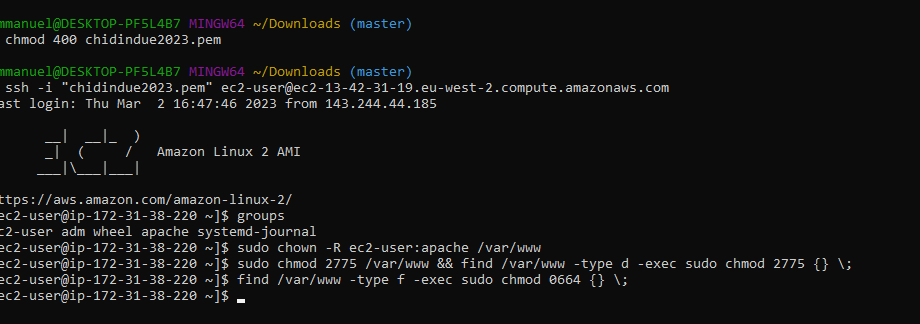 mmanuel@DESKTOP-PF5L4B7 MINGW64 ~/Downloads (master)
chmod 400 chidindue2023.pem
mmanuel@DESKTOP-PF5L4B7 MINGW64 ~/Downloads (master)
ssh -i "chidindue2023.pem" ec2-user@ec2-13-42-31-19.eu-west-2.compute.amazonaws.com
ast login: Thu Mar  2 16:47:46 2023 from 143.244.44.185
__|  __|_  )
_|  (     /   Amazon Linux 2 AMI
___|\___|___|
ttps://aws.amazon.com/amazon-linux-2/
ec2-user@ip-172-31-38-220 ~]$ groups
c2-user adm wheel apache systemd-journal
ec2-user@ip-172-31-38-220 ~]$ sudo chown -R ec2-user:apache /var/www
ec2-user@ip-172-31-38-220 ~]$ sudo chmod 2775 /var/www && find /var/www -type d -exec sudo chmod 2775 {} \;
ec2-user@ip-172-31-38-220 ~]$ find /var/www -type f -exec sudo chmod 0664 {} \;
ec2-user@ip-172-31-38-220 ~]$